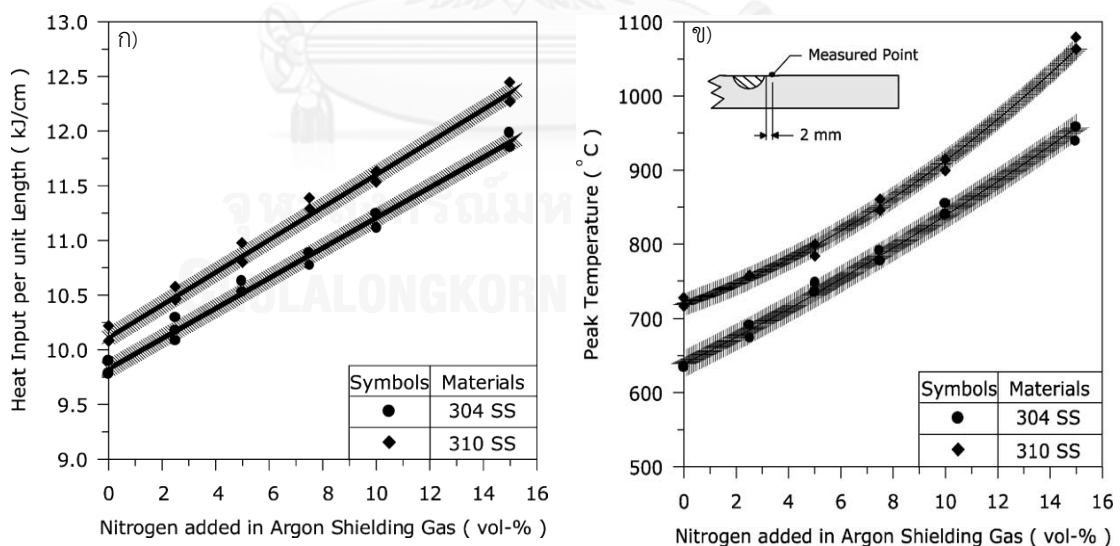 ก)
13.0
12.5
12.0
11.5
11.0
10.5
10.0
9.5
9.0
Heat Input per unit Length ( kJ/cm )
0 2 4 6 8 10 12 14 16
Nitrogen added in Argon Shielding Gas ( vol-% )
Symbols Materials
304 SS
310 SS
ข)
1100
1000
900
800
700
600
500
Peak Temperature ( °C )
Measured Point
2 mm
0 2 4 6 8 10 12 14 16
Nitrogen added in Argon Shielding Gas ( vol-% )
Symbols Materials
304 SS
310 SS